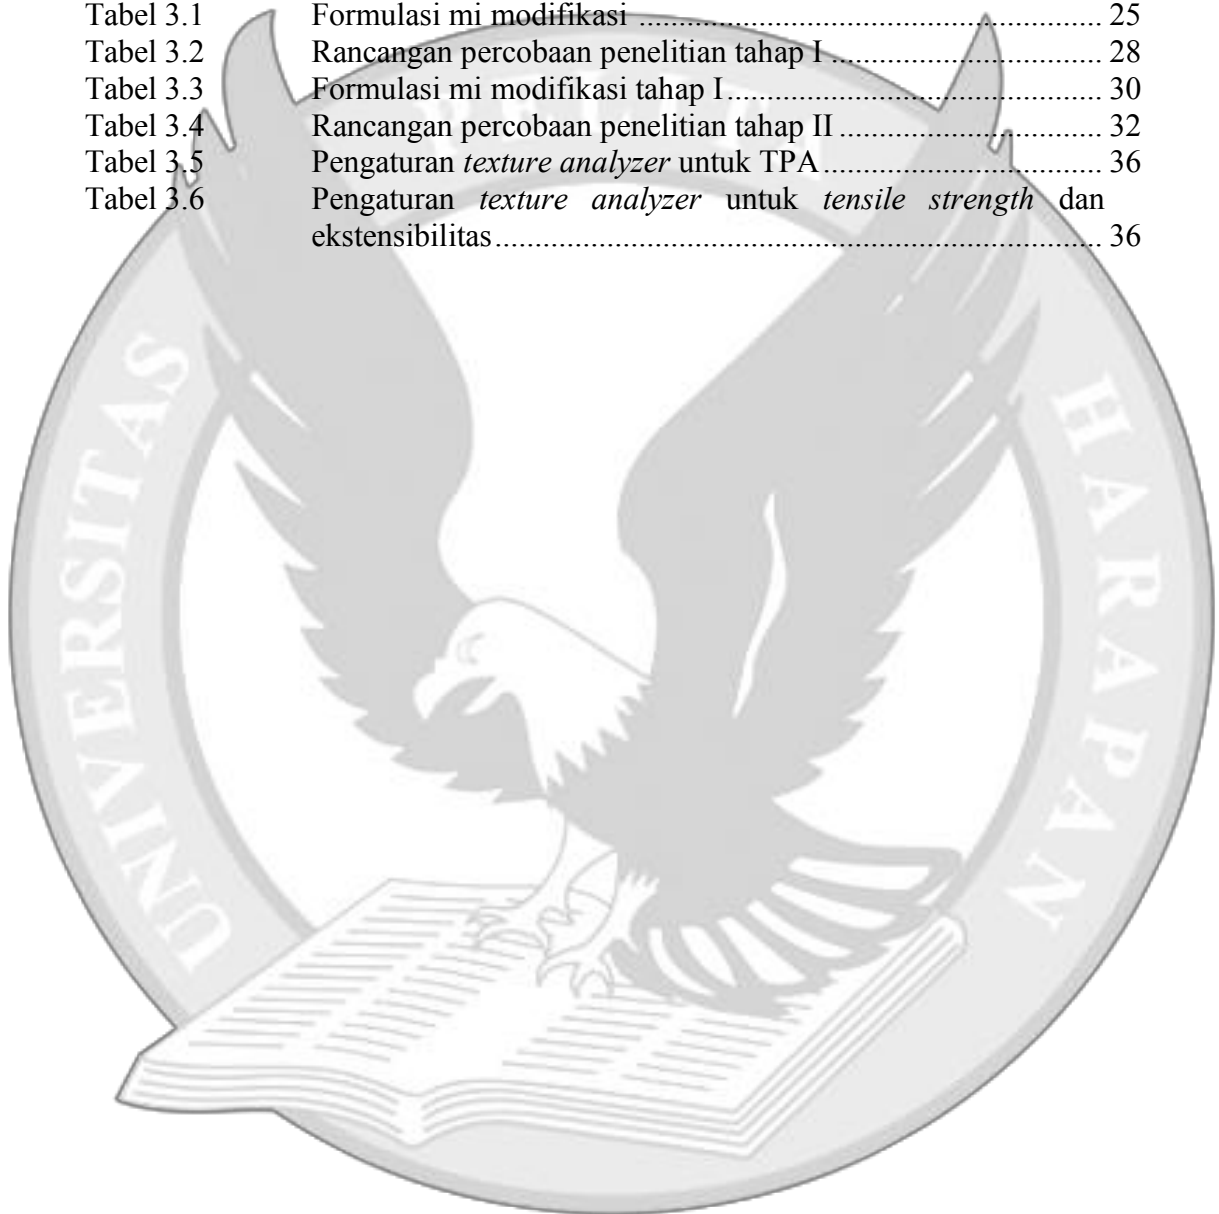 Tabel 3.1 Formulasi mi modifikasi ........................................................... 25
Tabel 3.2 Rancangan percobaan penelitian tahap I .................................... 28
Tabel 3.3 Formulasi mi modifikasi tahap I .................................................. 30
Tabel 3.4 Rancangan percobaan penelitian tahap II ................................... 32
Tabel 3.5 Pengaturan texture analyzer untuk TPA ..................................... 36
Tabel 3.6 Pengaturan texture analyzer untuk tensile strength dan
ekstensibilitas ............................................................................... 36
UNIVERSITAS
PELITA
HARAPAN